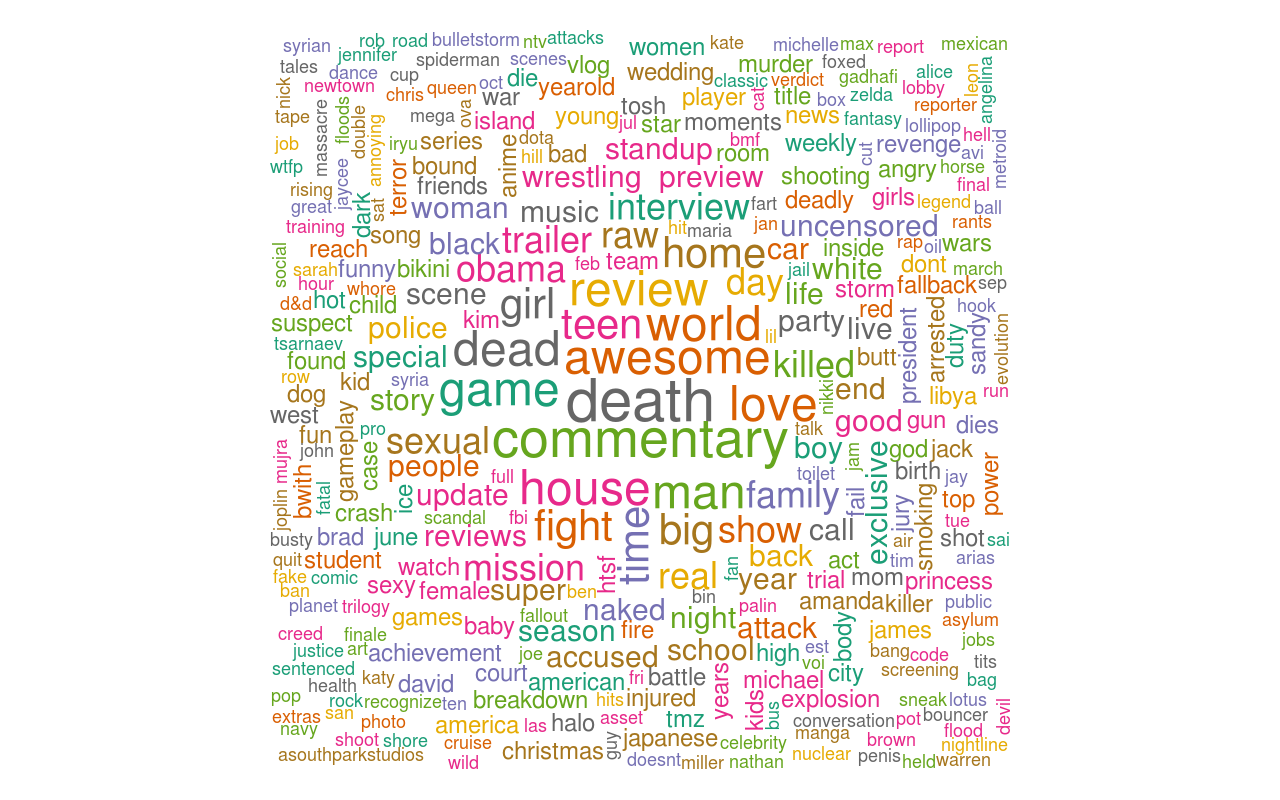 syrian rob road bulletstorm ntv attacks women kate michelle max report mexican
jennifer spiderman scenes vlog murder foxed
tales dance cup die wedding classic verdict gadhafi alice leon angelina
nick newtown chris queen oct war yearold player cat title box zelda lobby
tape massacre floods double mega ova island tosh young jul star moments news fantasy reporter lollipop
job annoying iryu series dota bmf weekly revenge hell
wtfp jaycee bound anime hill bad standup room cut avi metroid
rising sat terror friends wrestling preview shooting angry horse final
great dark woman music interview fart deadly girls legend ball
training song black trailer raw hit maria jan uncensored rants
social reach obama feb team home car inside rap oil wars
sarah funny bikini jail white dont march
hour whore scene girl review day life storm fallback sep
d&d hot child
suspect police kim teen world party live red president arrested duty sandy hook
tsarnaev lil evolution
found special dead awesome killed butt
row kid syria game nikki end libya run
dog story death love
west gameplay pro talk good gun dies
fun john sexual commentary boy jam god jack
mujra case people toilet exclusive birth jay power
bwith fatal ice full house man family fail top
joplin crash update scandal fbi fight time big show call jury smoking tue
busty brad june reviews air shot sai
quit student watch mission htsf real fan back act tim arias
fake comic sexy female super ben bin year trial mom princess
ban planet trilogy games fallout naked palin amanda killer public
creed finale baby season fire night attack body james asylum
justice art achievement joe accused school high est bang code jobs
sentenced katy court american fri battle voi city screening tits
health david years michael bag
pop rock recognize ten breakdown hits injured kids explosion sneak lotus
extras san photo america las halo asset tmz bus conversation pot bouncer devil
navy shoot shore cruise guy japanese celebrity manga brown flood nightline
asouthparkstudios wild christmas doesnt miller nathan nuclear penis held warren